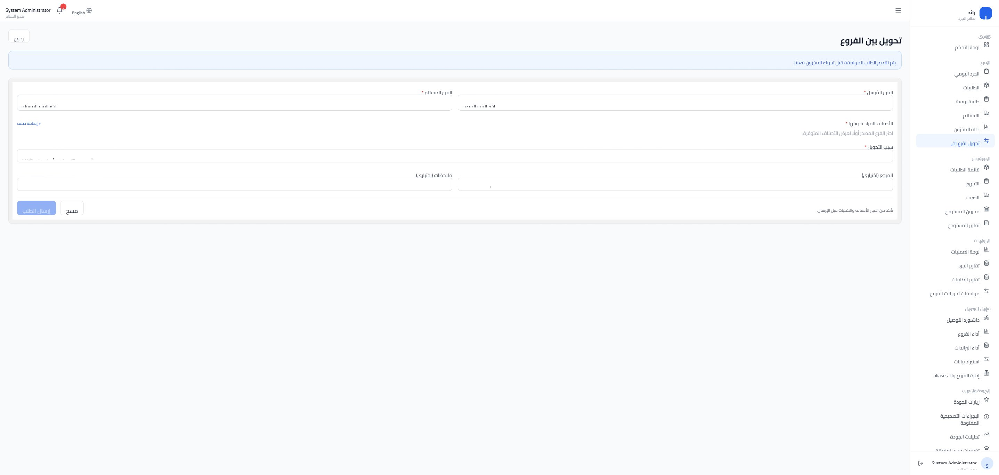 رائد
نظام الجرد
English
System Administrator
مدير النظام
تحويل بين الفروع
رجوع
يتم تقديم الطلب للموافقة قبل تحريك المخزون فعليًا.
الفرع المُرسل *
الفرع المستلم *
اختر الفرع المصدر
اختر الفرع المستلم
الأصناف المراد تحويلها *
+ إضافة صنف
اختر الفرع المصدر أولًا لعرض الأصناف المتوفرة.
سبب التحويل *
المرجع (اختياري)
ملاحظات (اختياري)
تأكد من اختيار الأصناف والكميات قبل الإرسال.
مسح
إرسال الطلب
لوحة التحكم
الفرع
الجرد اليومي
الطلبيات
طلبية يومية
الاستلام
حالة المخزون
تحويل لفرع آخر
المستودع
قائمة الطلبيات
التجهيز
الصرف
مخزون المستودع
تقارير المستودع
العمليات
لوحة العمليات
تقارير الجرد
تقارير الطلبيات
موافقات تحويلات الفروع
داشبورد التوصيل
أداء الفروع
أداء البراندات
استيراد بيانات
إدارة الفروع والـ aliases
الجودة والتدريب
زيارات الجودة
الإجراءات التصحيحية
المفتوحة
تحليلات الجودة
تقييمات مدير المنطقة
S
System Administrator
مدير النظام